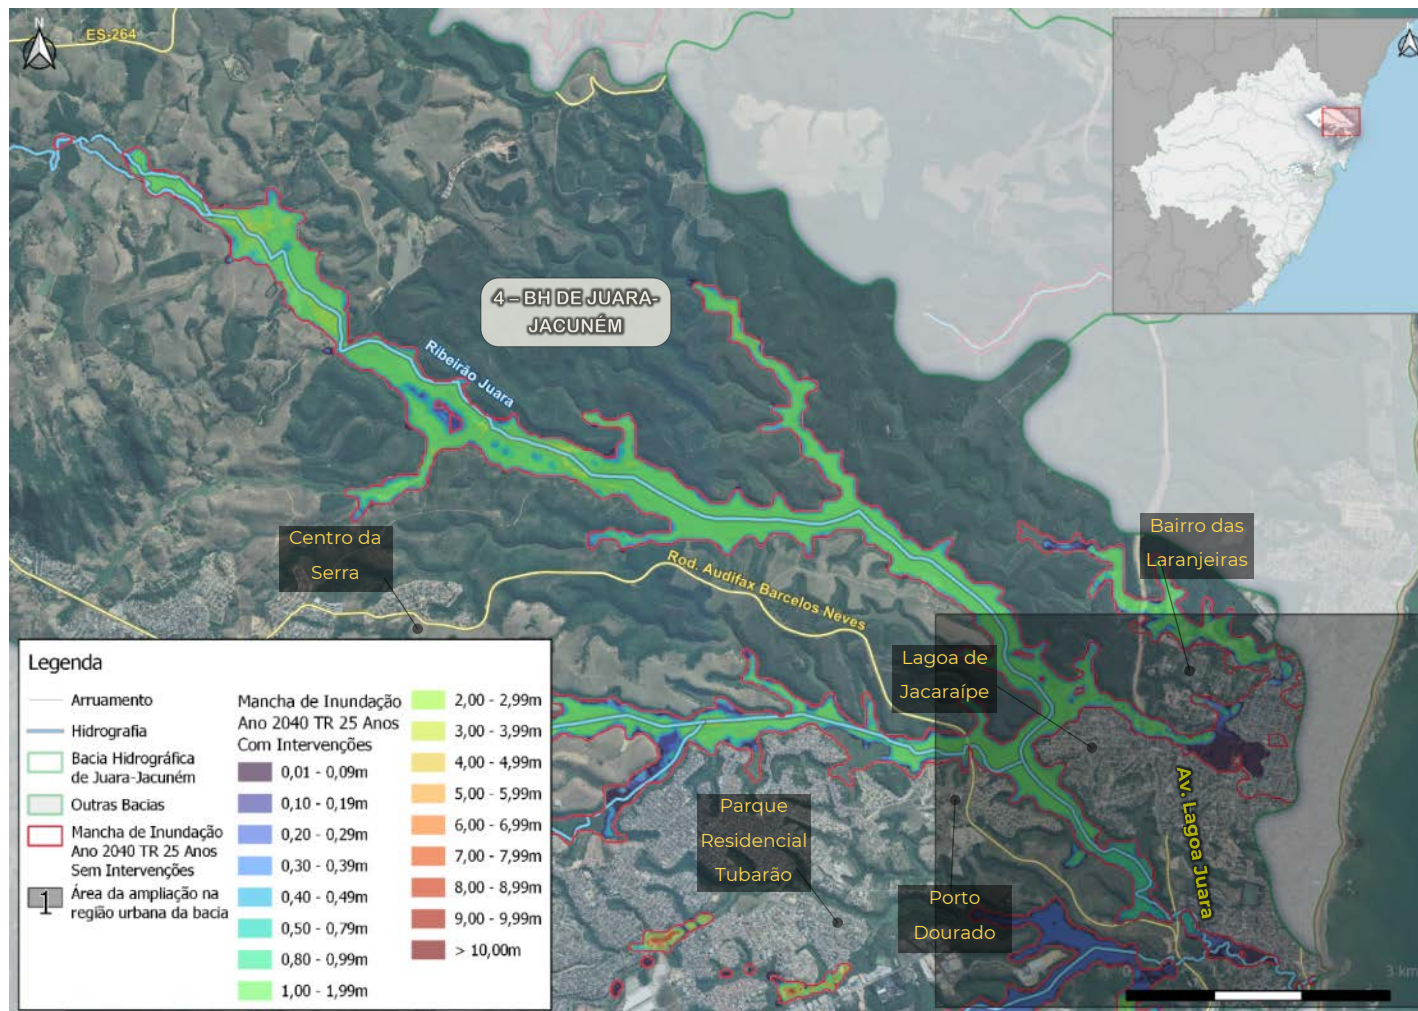 N
ES-264
N
4 – BH DE JUARA-
JACUNÉM
Ribeirão Juara
Centro da
Serra
Rod. Audifax Barcelos Neves
Bairro das
Laranjeiras
Lagoa de
Jacaraípe
Av. Lagoa Juara
Parque
Residencial
Tubarão
Porto
Dourado
Legenda
Arruamento
Hidrografia
Bacia Hidrográfica
de Juara-Jacuném
Outras Bacias
Mancha de Inundação
Ano 2040 TR 25 Anos
Sem Intervenções
1
Área da ampliação na
região urbana da bacia
Mancha de Inundação
Ano 2040 TR 25 Anos
Com Intervenções
0,01 - 0,09m
0,10 - 0,19m
0,20 - 0,29m
0,30 - 0,39m
0,40 - 0,49m
0,50 - 0,79m
0,80 - 0,99m
1,00 - 1,99m
2,00 - 2,99m
3,00 - 3,99m
4,00 - 4,99m
5,00 - 5,99m
6,00 - 6,99m
7,00 - 7,99m
8,00 - 8,99m
9,00 - 9,99m
> 10,00m
3 km